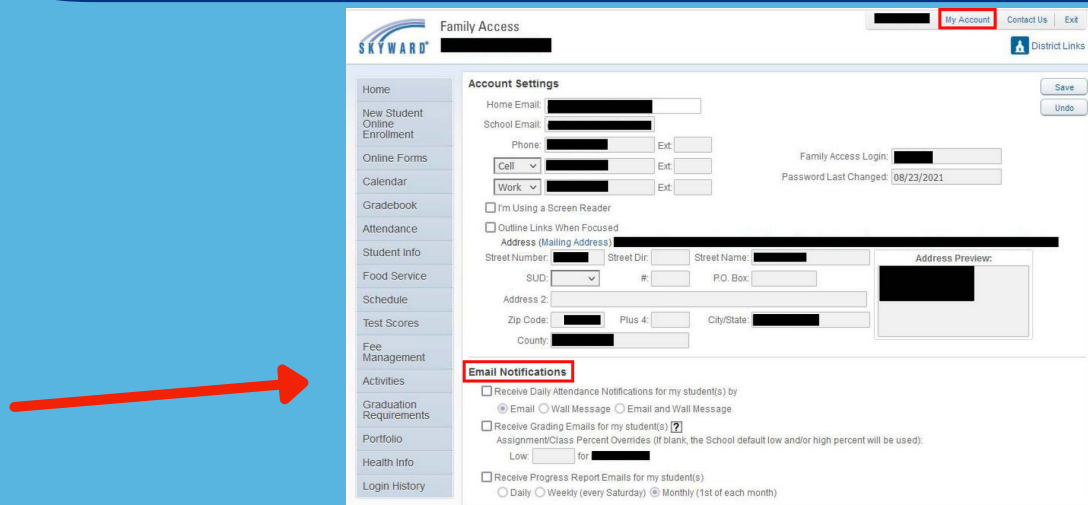 My Account Contact Us Exit
SKYWARD® Family Access
District Links
Home
New Student
Online
Enrollment
Online Forms
Calendar
Gradebook
Attendance
Student Info
Food Service
Schedule
Test Scores
Fee
Management
Activities
Graduation
Requirements
Portfolio
Health Info
Login History
Account Settings
Save
Undo
Home Email:
School Email:
Phone: Ext:
Cell Ext:
Work Ext:
Family Access Login:
Password Last Changed: 08/23/2021
I'm Using a Screen Reader
Outline Links When Focused
Address (Mailing Address)
Street Number: Street Dir: Street Name:
SUD: #: P.O. Box:
Address 2:
Zip Code: Plus 4: City/State:
County:
Address Preview:
Email Notifications
Receive Daily Attendance Notifications for my student(s) by
Email Wall Message Email and Wall Message
Receive Grading Emails for my student(s) ?
Assignment/Class Percent Overrides (If blank, the School default low and/or high percent will be used):
Low: for
Receive Progress Report Emails for my student(s)
Daily Weekly (every Saturday) Monthly (1st of each month)